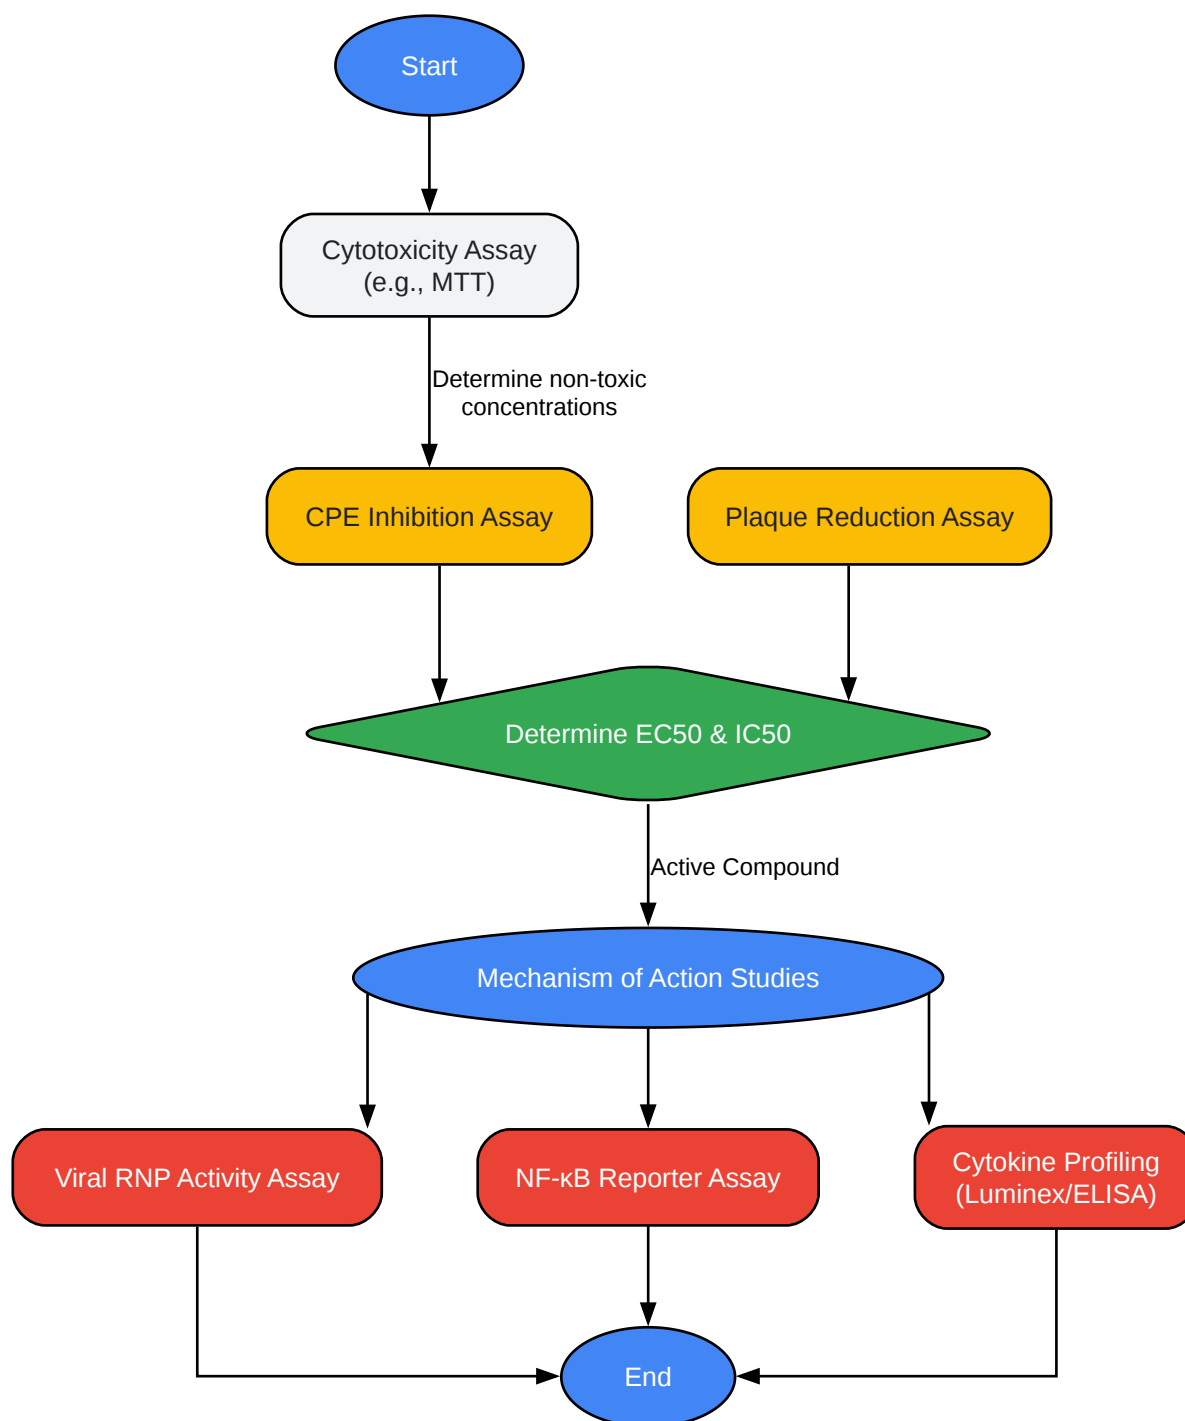 Start
Cytotoxicity Assay
(e.g., MTT)
Determine non-toxic
concentrations
CPE Inhibition Assay
Plaque Reduction Assay
Determine EC50 & IC50
Active Compound
Mechanism of Action Studies
Viral RNP Activity Assay
NF-κB Reporter Assay
Cytokine Profiling
(Luminex/ELISA)
End